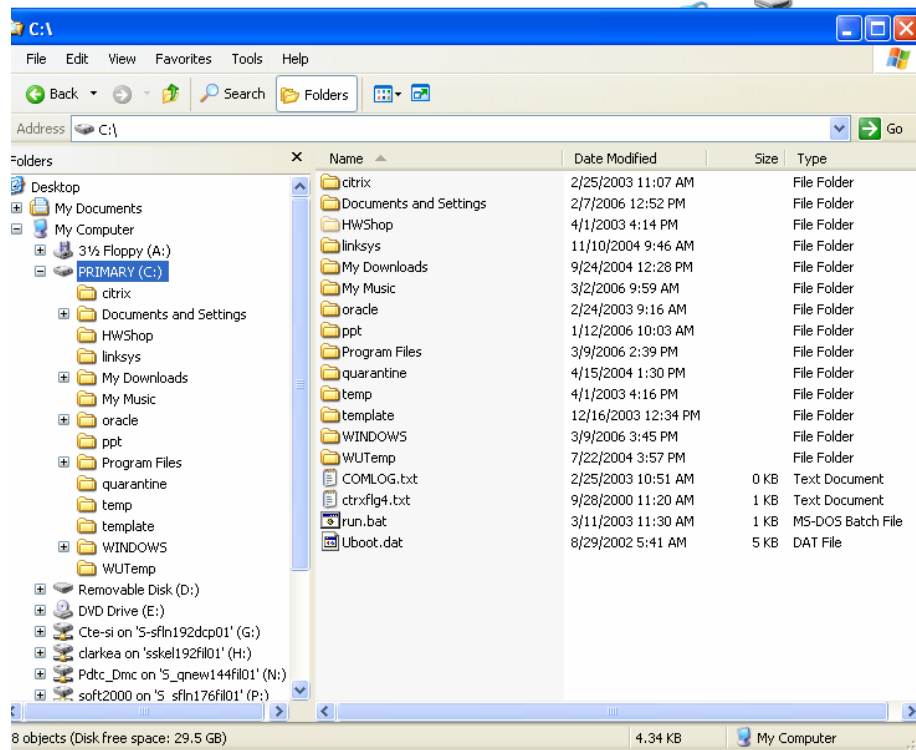 C:\
File Edit View Favorites Tools Help
Back Search Folders
Address C:\ Go
Folders
Name Date Modified Size Type
Desktop
My Documents
My Computer
3½ Floppy (A:)
PRIMARY (C:)
citrix
Documents and Settings
HWShop
linksys
My Downloads
My Music
oracle
ppt
Program Files
quarantine
temp
template
WINDOWS
WUTemp
Removable Disk (D:)
DVD Drive (E:)
Cte-si on 'S-sfln192dcp01' (G:)
clarkea on 'sskel192fil01' (H:)
Pdtc_Dmc on 'S_qnew144fil01' (N:)
soft2000 on 'S_sfln176fil01' (P:)
citrix 2/25/2003 11:07 AM File Folder
Documents and Settings 2/7/2006 12:52 PM File Folder
HWShop 4/1/2003 4:14 PM File Folder
linksys 11/10/2004 9:46 AM File Folder
My Downloads 9/24/2004 12:28 PM File Folder
My Music 3/2/2006 9:59 AM File Folder
oracle 2/24/2003 9:16 AM File Folder
ppt 1/12/2006 10:03 AM File Folder
Program Files 3/9/2006 2:39 PM File Folder
quarantine 4/15/2004 1:30 PM File Folder
temp 4/1/2003 4:16 PM File Folder
template 12/16/2003 12:34 PM File Folder
WINDOWS 3/9/2006 3:45 PM File Folder
WUTemp 7/22/2004 3:57 PM File Folder
COMLOG.txt 2/25/2003 10:51 AM 0 KB Text Document
ctrxflg4.txt 9/28/2000 11:20 AM 1 KB Text Document
run.bat 3/11/2003 11:30 AM 1 KB MS-DOS Batch File
Uboot.dat 8/29/2002 5:41 AM 5 KB DAT File
8 objects (Disk free space: 29.5 GB) 4.34 KB My Computer